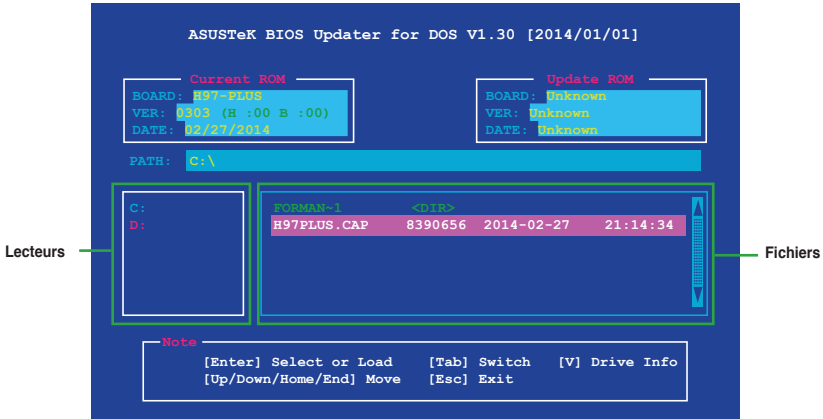 ASUSTeK BIOS Updater for DOS V1.30 [2014/01/01]
Current ROM
BOARD: H97-PLUS
VER: 0303 (H :00 B :00)
DATE: 02/27/2014
Update ROM
BOARD: Unknown
VER: Unknown
DATE: Unknown
PATH: C:\
Lecteurs
C:
D:
FORMAN~1 <DIR>
H97PLUS.CAP 8390656 2014-02-27 21:14:34
Fichiers
Note
[Enter] Select or Load [Tab] Switch [V] Drive Info
[Up/Down/Home/End] Move [Esc] Exit